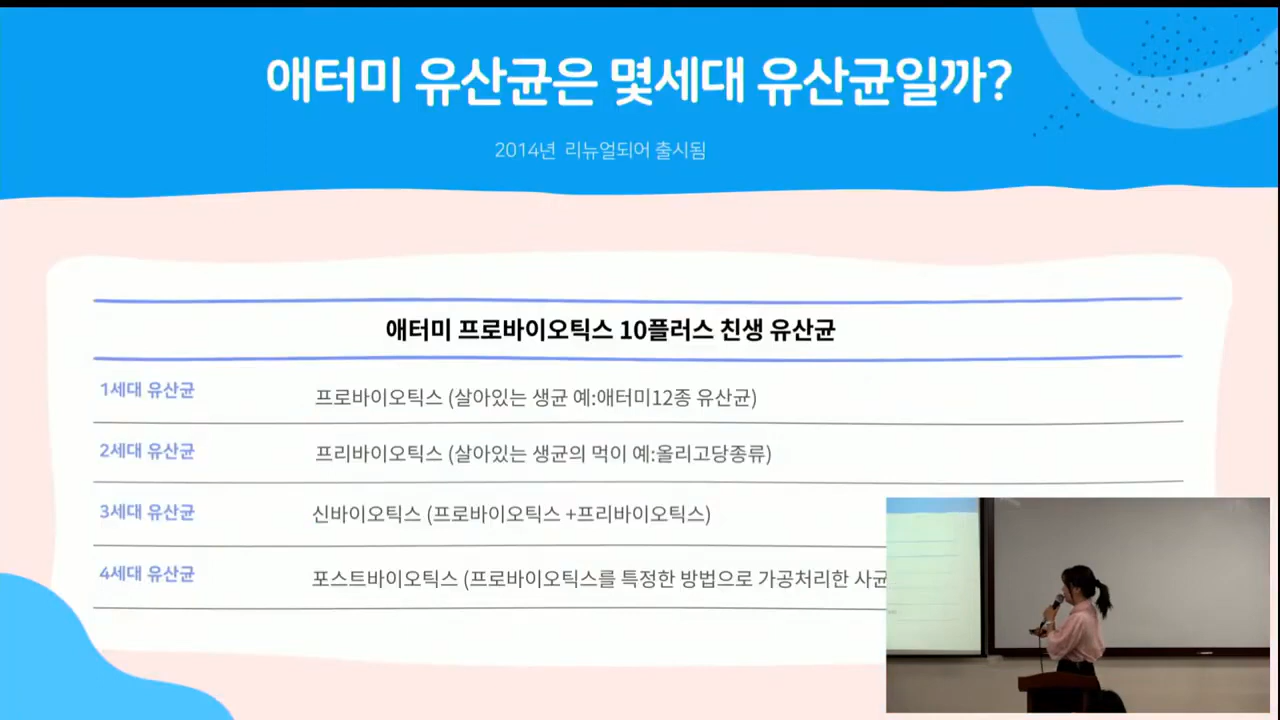 애터미 유산균은 몇세대 유산균일까?
2014년 리뉴얼되어 출시됨
애터미 프로바이오틱스 10플러스 친생 유산균
1세대 유산균 프로바이오틱스 (살아있는 생균 예:애터미12종 유산균)
2세대 유산균 프리바이오틱스 (살아있는 생균의 먹이 예:올리고당종류)
3세대 유산균 신바이오틱스 (프로바이오틱스 +프리바이오틱스)
4세대 유산균 포스트바이오틱스 (프로바이오틱스를 특정한 방법으로 가공처리한 사균